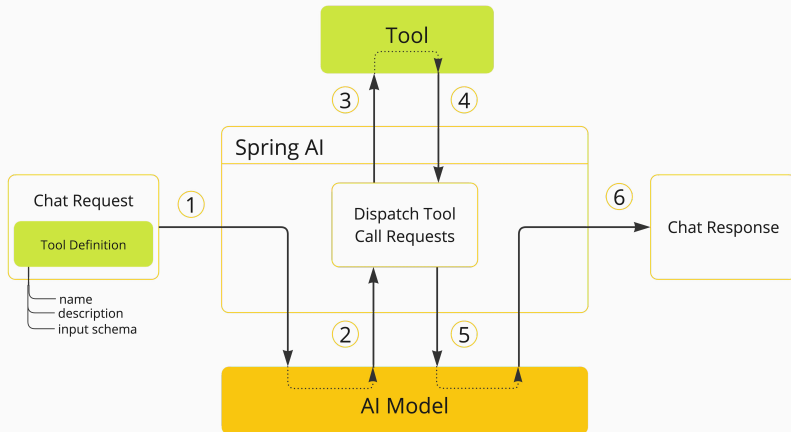 Tool
3
4
Spring AI
Chat Request
Tool Definition
name
description
input schema
1
Dispatch Tool
Call Requests
6
Chat Response
2
5
AI Model